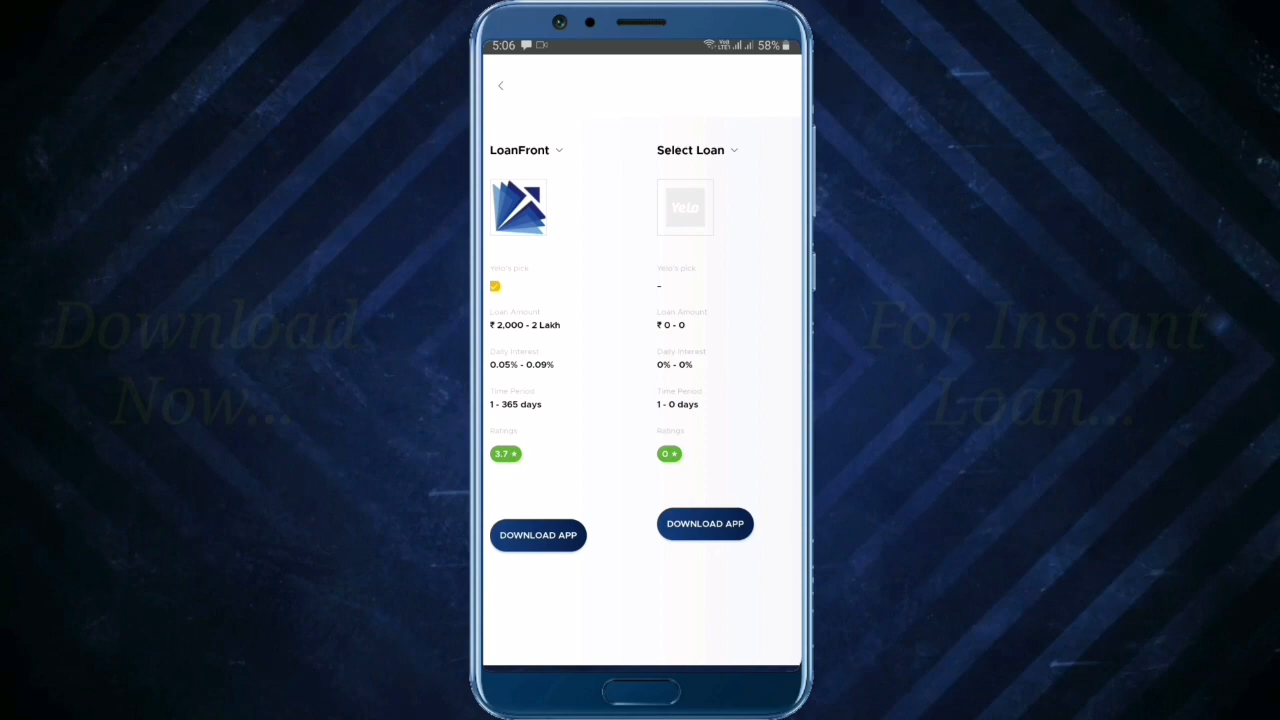 5:06
58%
LoanFront
Select Loan
Yelo
Yelo's pick
Yelo's pick
-
Loan Amount
Loan Amount
₹ 2,000 - 2 Lakh
₹ 0 - 0
Daily Interest
Daily Interest
0.05% - 0.09%
0% - 0%
Time Period
Time Period
1 - 365 days
1 - 0 days
Ratings
Ratings
3.7 ★
0 ★
DOWNLOAD APP
DOWNLOAD APP
Download
Now...
For Instant
Loan...